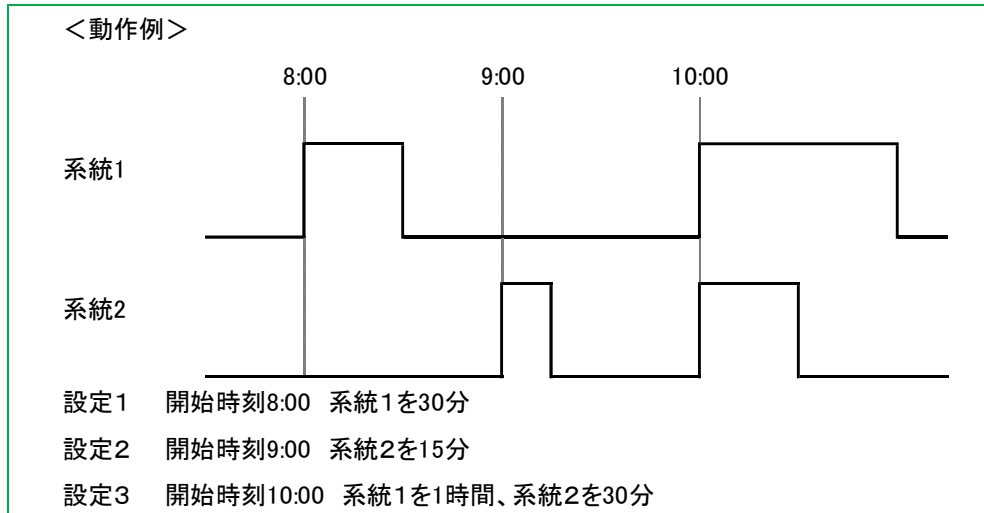 ＜動作例＞
8:00 9:00 10:00
系統1
系統2
設定１ 開始時刻8:00 系統１を30分
設定２ 開始時刻9:00 系統２を15分
設定３ 開始時刻10:00 系統１を1時間、系統２を30分